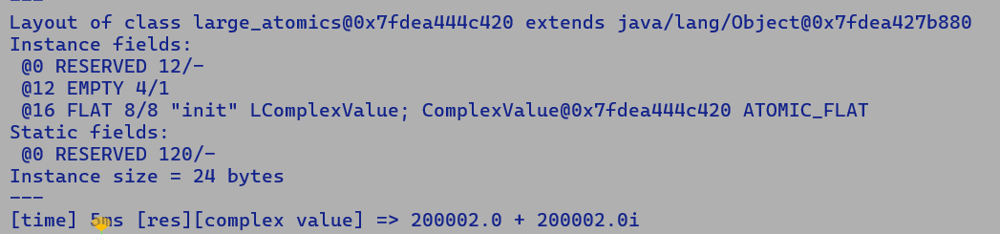 ---
Layout of class large_atomics@0x7fdea444c420 extends java/lang/Object@0x7fdea427b880
Instance fields:
 @0 RESERVED 12/-
 @12 EMPTY 4/1
 @16 FLAT 8/8 "init" LComplexValue; ComplexValue@0x7fdea444c420 ATOMIC_FLAT
Static fields:
 @0 RESERVED 120/-
Instance size = 24 bytes
---
[time] 5ms [res][complex value] => 200002.0 + 200002.0i